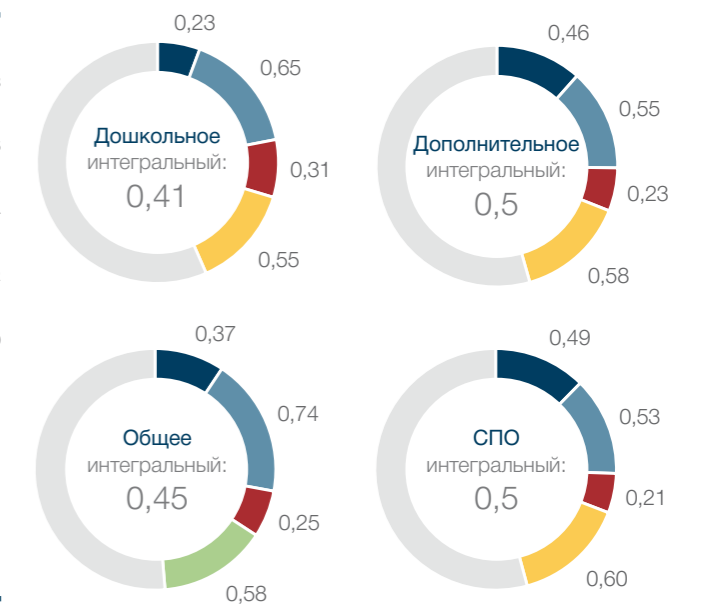 0,23
0,65
Дошкольное
интегральный:
0,41
0,31
0,55
0,46
0,55
Дополнительное
интегральный:
0,5
0,23
0,58
0,37
0,74
Общее
интегральный:
0,45
0,25
0,58
0,49
0,53
СПО
интегральный:
0,5
0,21
0,60